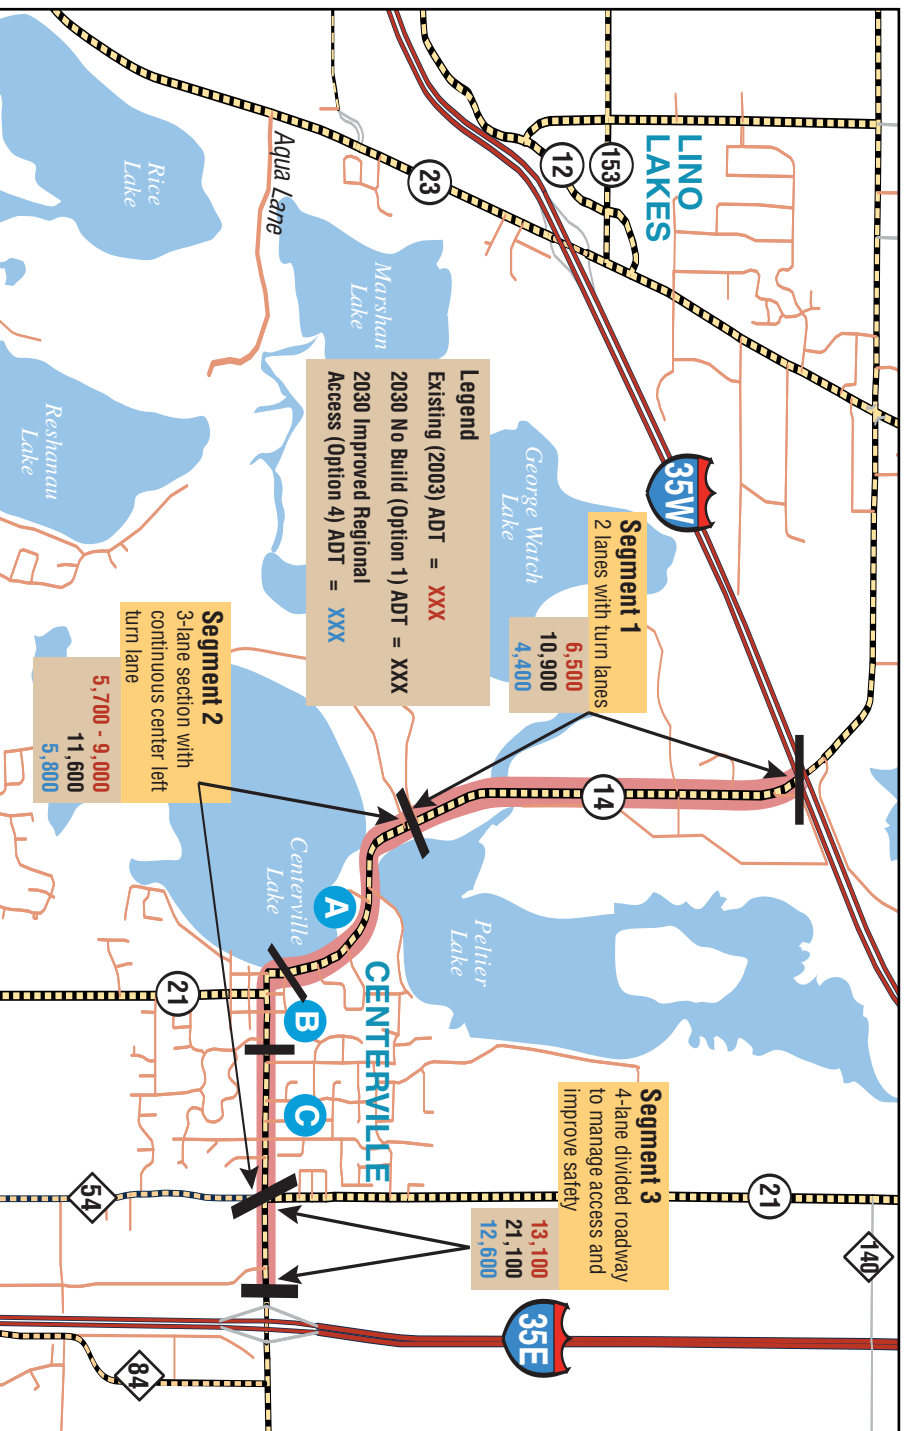 LINO
LAKES
153
12
23
Aqua Lane
Rice
Lake
Marshan
Lake
Reshanau
Lake
George Watch
Lake
35W
Legend
Existing (2003) ADT = XXX
2030 No Build (Option 1) ADT = XXX
2030 Improved Regional
Access (Option 4) ADT = XXX
Segment 1
2 lanes with turn lanes
6,500
10,900
4,400
Segment 2
3-lane section with
continuous center left
turn lane
5,700 - 9,000
11,600
5,800
14
Centerville
Lake
Peltier
Lake
A
B
C
CENTERVILLE
21
Segment 3
4-lane divided roadway
to manage access and
improve safety
13,100
21,100
12,600
21
54
140
35E
84